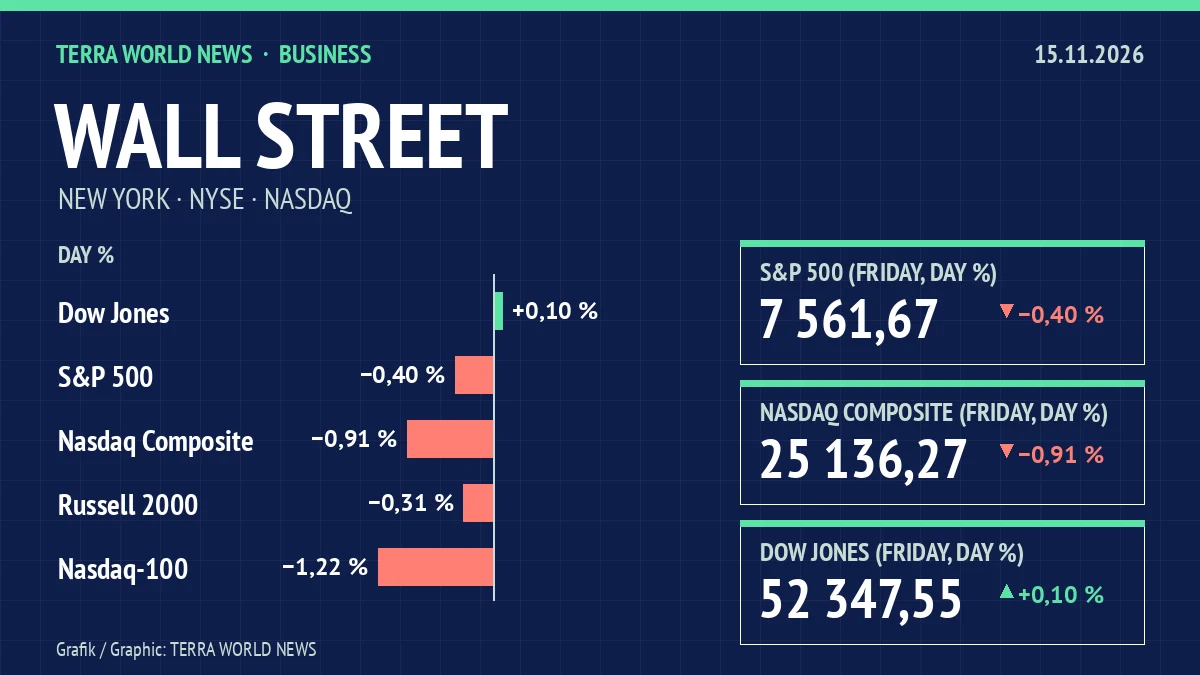 TERRA WORLD NEWS · BUSINESS
15.11.2026
WALL STREET
NEW YORK · NYSE · NASDAQ
DAY %
Dow Jones +0,10 %
S&P 500 −0,40 %
Nasdaq Composite −0,91 %
Russell 2000 −0,31 %
Nasdaq-100 −1,22 %
S&P 500 (FRIDAY, DAY %)
7 561,67 ▼−0,40 %
NASDAQ COMPOSITE (FRIDAY, DAY %)
25 136,27 ▼−0,91 %
DOW JONES (FRIDAY, DAY %)
52 347,55 ▲+0,10 %
Grafik / Graphic: TERRA WORLD NEWS